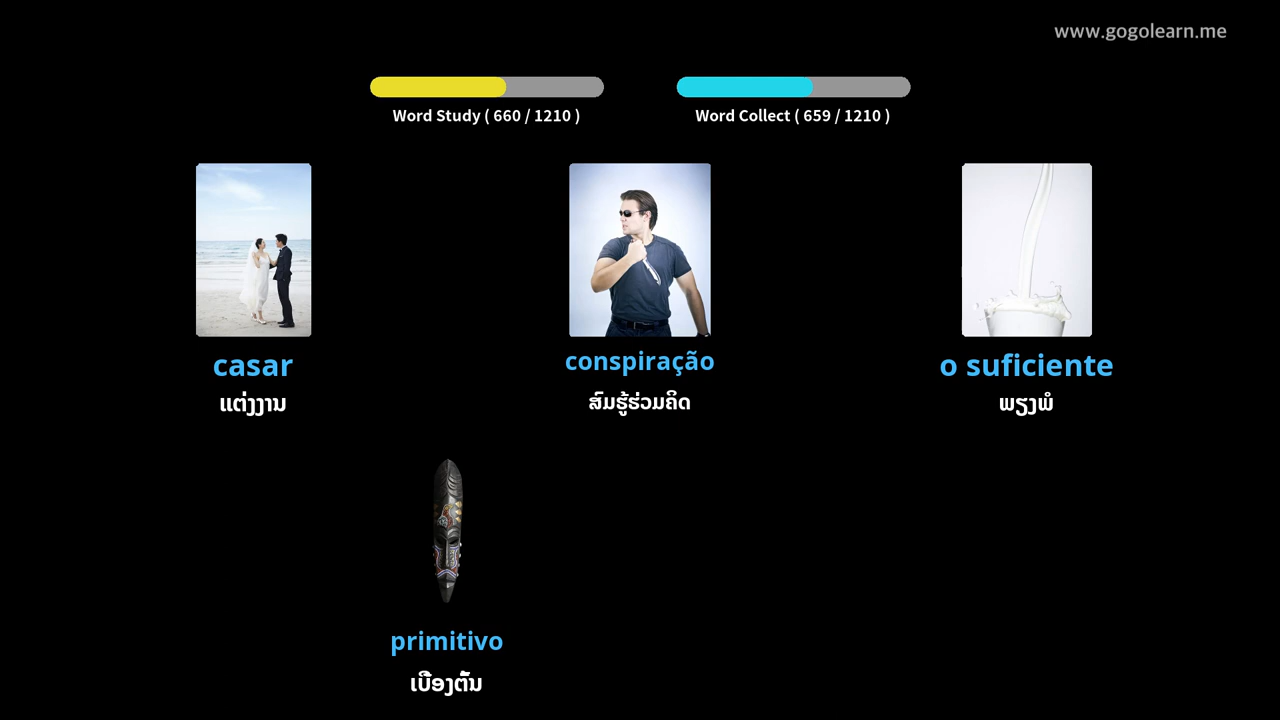 www.gogolearn.me
Word Study ( 660 / 1210 )
Word Collect ( 659 / 1210 )
casar
ແຕ່ງງານ
conspiração
ສົມຮູ້ຮ່ວມຄິດ
o suficiente
ພຽງພໍ
primitivo
ເບື້ອງຕົ້ນ